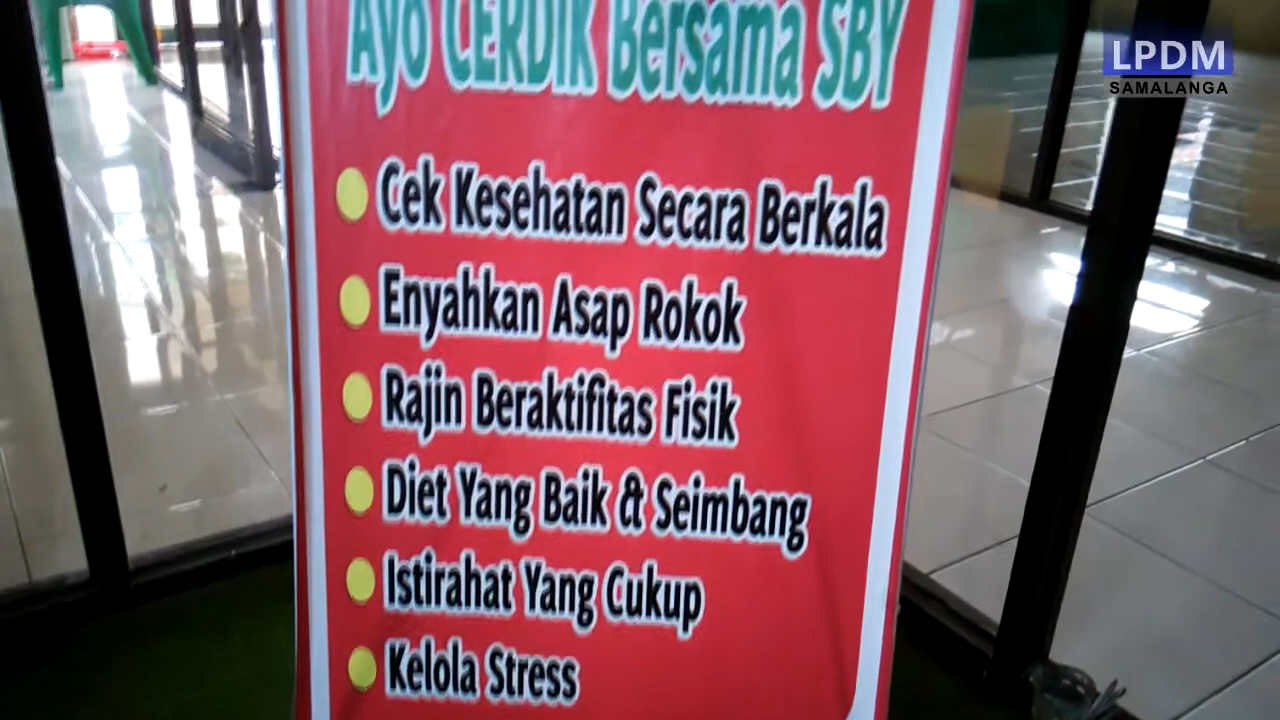 Ayo CERDIK Bersama SBY
LPDM
SAMALANGA
Cek Kesehatan Secara Berkala
Enyahkan Asap Rokok
Rajin Beraktifitas Fisik
Diet Yang Baik & Seimbang
Istirahat Yang Cukup
Kelola Stress